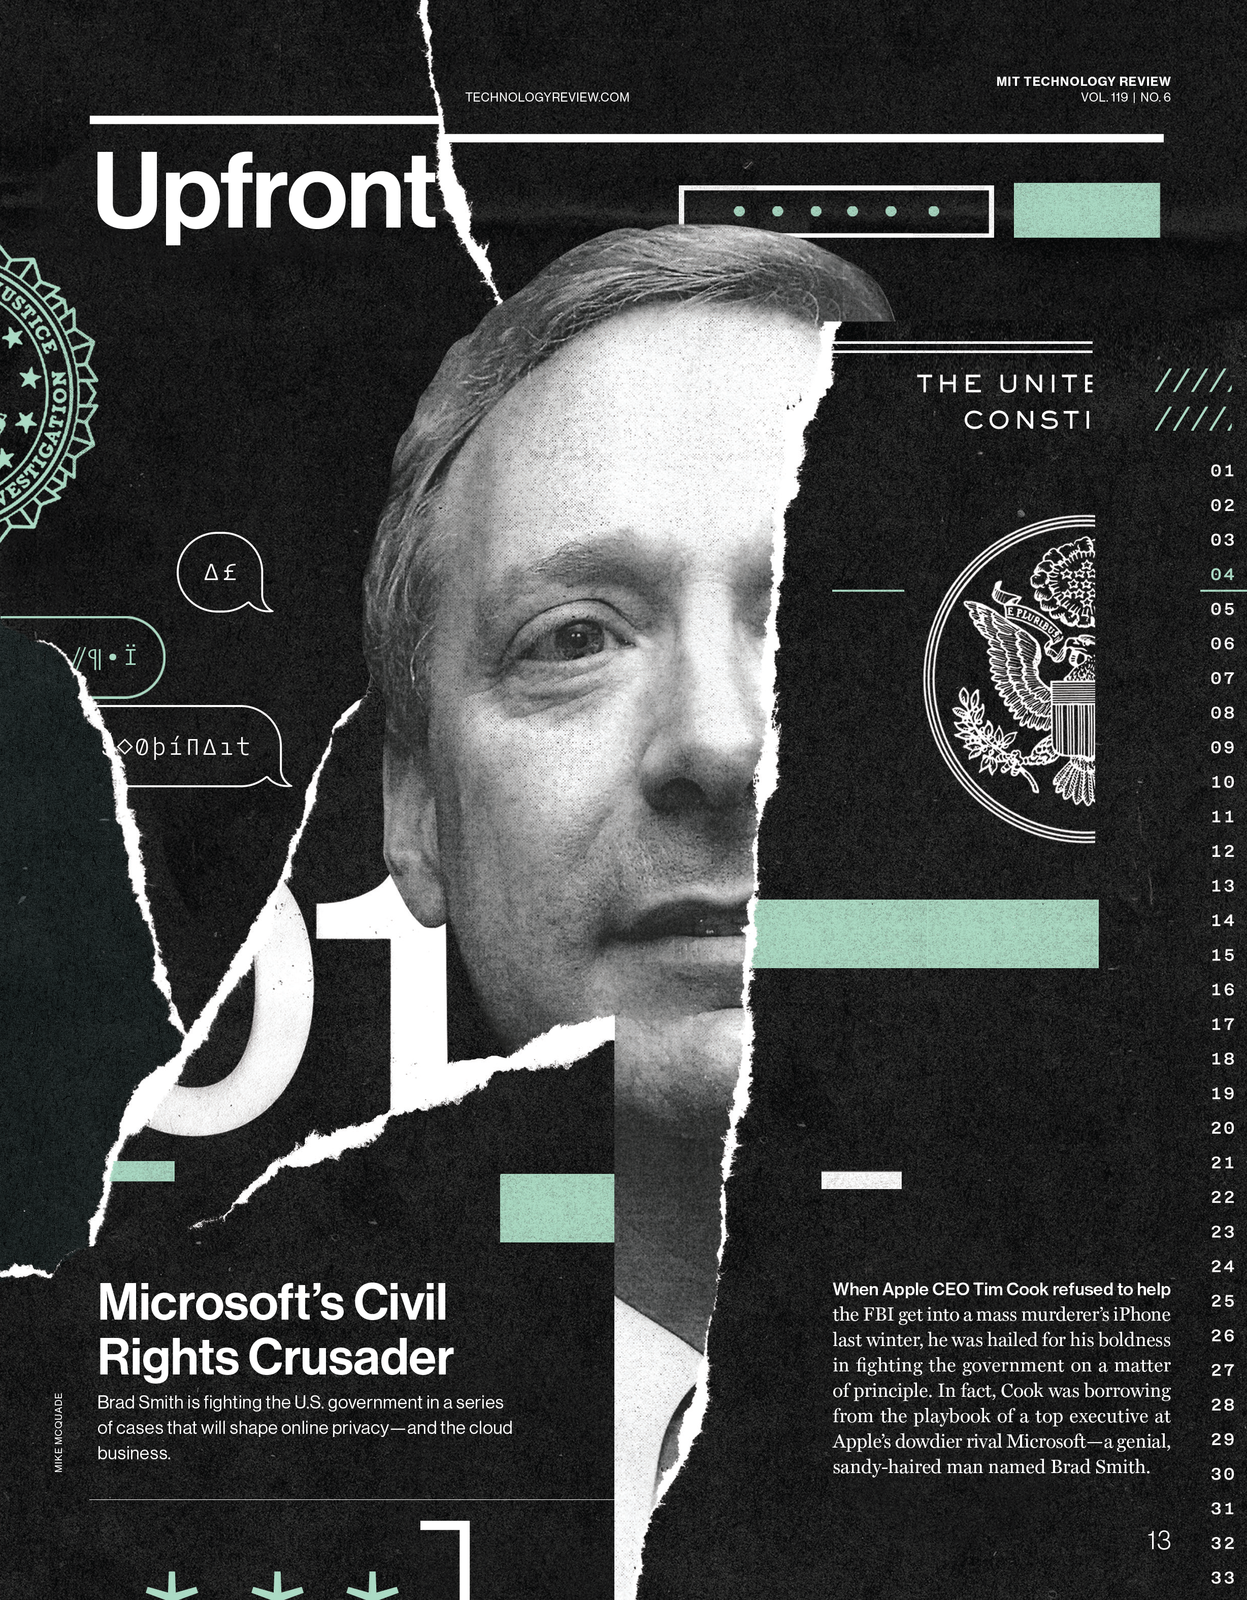 MIT TECHNOLOGY REVIEW
TECHNOLOGYREVIEW.COM
VOL. 119 | NO. 6
Upfront
JUSTICE
VESTIGATION
THE UNITE
CONSTI
E PLURIBUS
Δ£
//¶•Ï
◇ØþíΠΔıt
01
01
02
03
04
05
06
07
08
09
10
11
12
13
14
15
16
17
18
19
20
21
22
23
24
25
26
27
28
29
30
31
32
33
Microsoft’s Civil
Rights Crusader
Brad Smith is fighting the U.S. government in a series
of cases that will shape online privacy—and the cloud
business.
MIKE MCQUADE
When Apple CEO Tim Cook refused to help
the FBI get into a mass murderer’s iPhone
last winter, he was hailed for his boldness
in fighting the government on a matter
of principle. In fact, Cook was borrowing
from the playbook of a top executive at
Apple’s dowdier rival Microsoft—a genial,
sandy-haired man named Brad Smith.
13